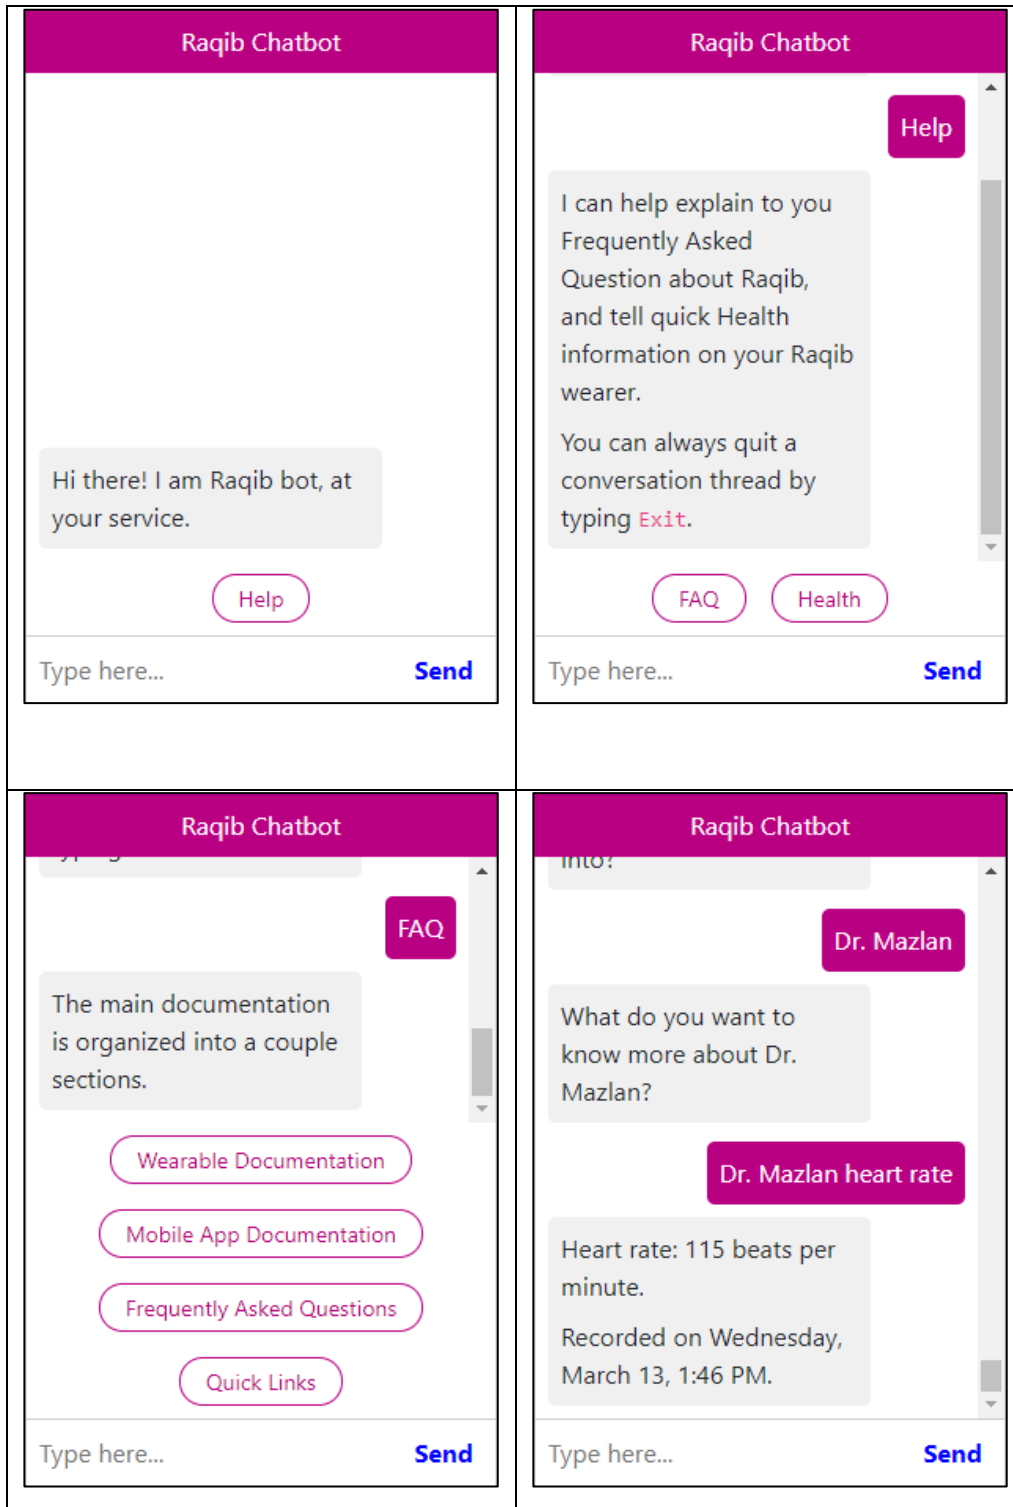 Raqib Chatbot
Hi there! I am Raqib bot, at
your service.
Help
Type here...
Send
Raqib Chatbot
Help
I can help explain to you
Frequently Asked
Question about Raqib,
and tell quick Health
information on your Raqib
wearer.
You can always quit a
conversation thread by
typing Exit.
FAQ
Health
Type here...
Send
Raqib Chatbot
FAQ
The main documentation
is organized into a couple
sections.
Wearable Documentation
Mobile App Documentation
Frequently Asked Questions
Quick Links
Type here...
Send
Raqib Chatbot
into?
Dr. Mazlan
What do you want to
know more about Dr.
Mazlan?
Dr. Mazlan heart rate
Heart rate: 115 beats per
minute.
Recorded on Wednesday,
March 13, 1:46 PM.
Type here...
Send